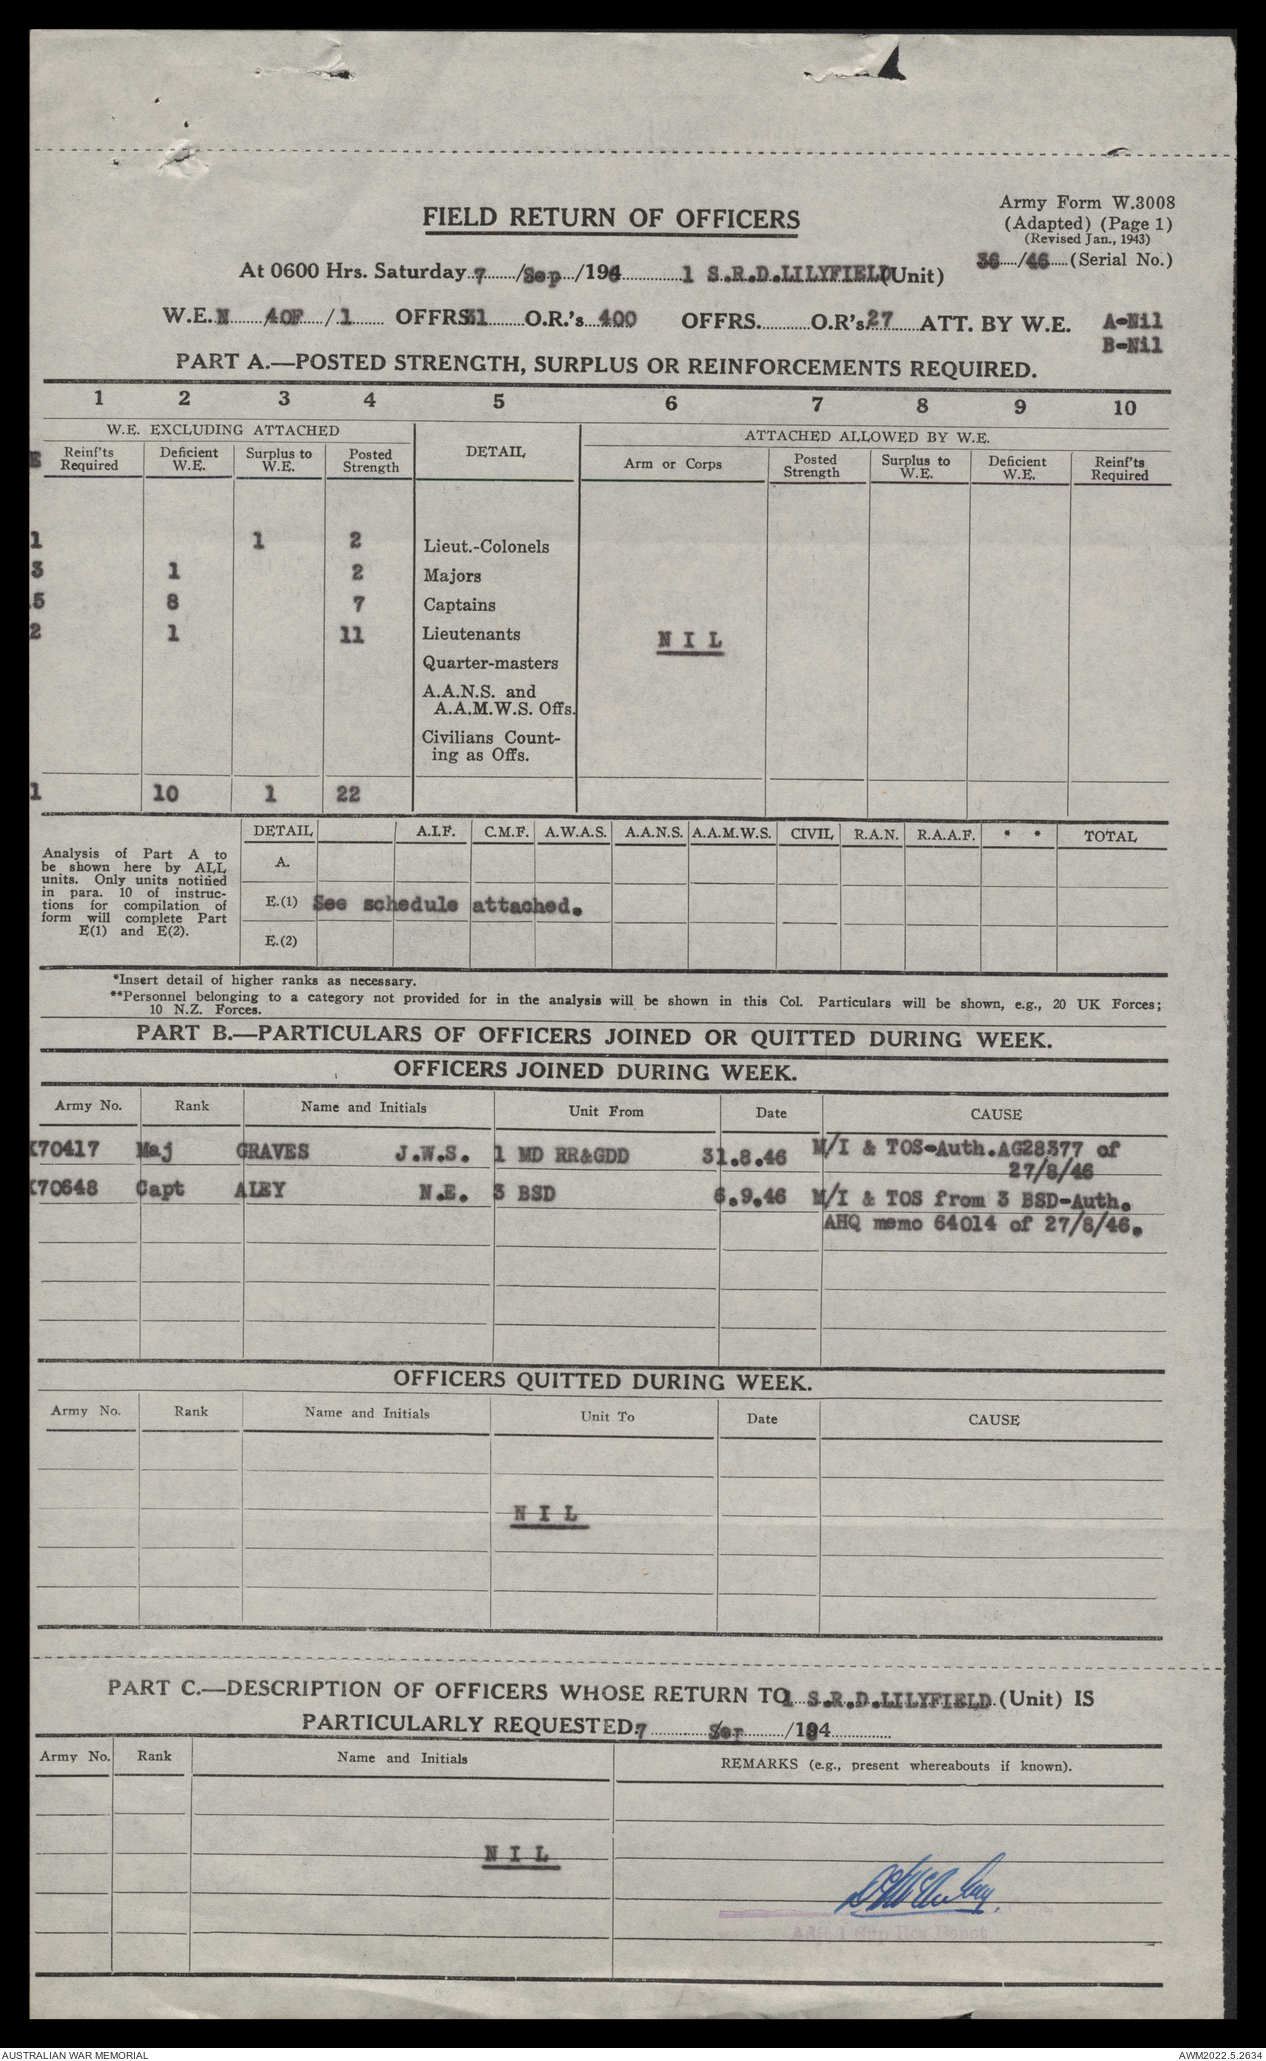 FIELD RETURN OF OFFICERS
Army Form W.3008
(Adapted) (Page 1)
(Revised Jan., 1943)
36..../46....(Serial No.)
At 0600 Hrs. Saturday..7....../Sep../194............1 S.R.D.LILYFIELD(Unit)
W.E..N......./4OF..../.1....... OFFRS.31.......O.R.'s...400 OFFRS...........O.R's.27.....ATT. BY W.E. A-Nil
B-Nil
PART A.—POSTED STRENGTH, SURPLUS OR REINFORCEMENTS REQUIRED.
1 2 3 4 5 6 7 8 9 10
W.E. EXCLUDING ATTACHED DETAIL ATTACHED ALLOWED BY W.E.
E Reinf'ts Required Deficient W.E. Surplus to W.E. Posted Strength Arm or Corps Posted Strength Surplus to W.E. Deficient W.E. Reinf'ts Required
1 1 2 Lieut.-Colonels
3 1 2 Majors
5 8 7 Captains
2 1 11 Lieutenants N I L
Quarter-masters
A.A.N.S. and
A.A.M.W.S. Offs.
Civilians Count-
ing as Offs.
1 10 1 22
DETAIL A.I.F. C.M.F. A.W.A.S. A.A.N.S. A.A.M.W.S. CIVIL R.A.N. R.A.A.F. * * TOTAL
Analysis of Part A to
be shown here by ALL
units. Only units notified
in para. 10 of instruc-
tions for compilation of
form will complete Part
E(1) and E(2).
A.
E.(1) See schedule attached.
E.(2)
*Insert detail of higher ranks as necessary.
**Personnel belonging to a category not provided for in the analysis will be shown in this Col. Particulars will be shown, e.g., 20 UK Forces;
10 N.Z. Forces.
PART B.—PARTICULARS OF OFFICERS JOINED OR QUITTED DURING WEEK.
OFFICERS JOINED DURING WEEK.
Army No. Rank Name and Initials Unit From Date CAUSE
X70417 Maj GRAVES J.W.S. 1 MD RR&GDD 31.8.46 M/I & TOS-Auth.AG28377 of
27/8/46
X70648 Capt ALEY N.E. 3 BSD 6.9.46 M/I & TOS from 3 BSD-Auth.
AHQ memo 64014 of 27/8/46.
OFFICERS QUITTED DURING WEEK.
Army No. Rank Name and Initials Unit To Date CAUSE
N I L
PART C.—DESCRIPTION OF OFFICERS WHOSE RETURN TO 1 S.R.D.LILYFIELD.(Unit) IS
PARTICULARLY REQUESTED.7............Sep........../194..............
Army No. Rank Name and Initials REMARKS (e.g., present whereabouts if known).
N I L
AUSTRALIAN WAR MEMORIAL
AWM2022.5.2634